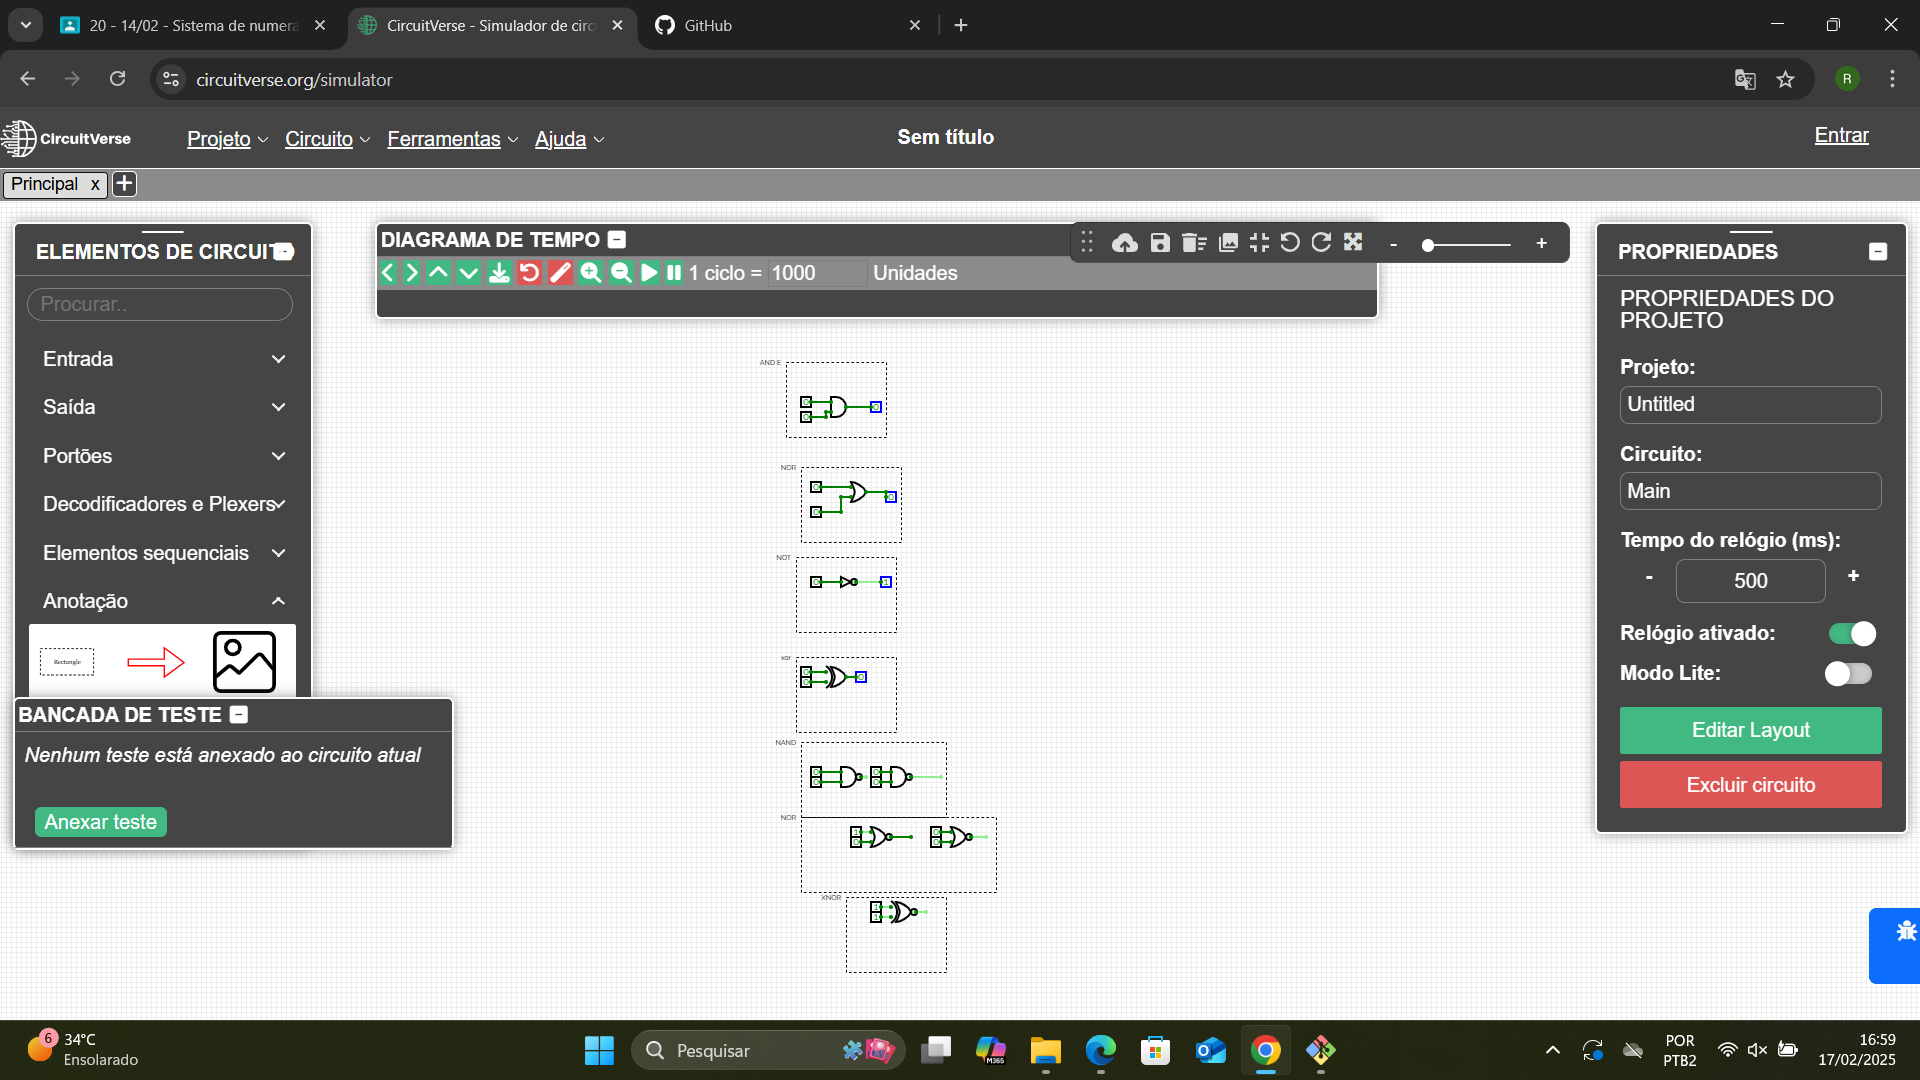 20 - 14/02 - Sistema de numera
CircuitVerse - Simulador de circ
GitHub
circuitverse.org/simulator
R
CircuitVerse
Projeto
Circuito
Ferramentas
Ajuda
Sem título
Entrar
Principal x
ELEMENTOS DE CIRCUIT
Procurar..
Entrada
Saída
Portões
Decodificadores e Plexers
Elementos sequenciais
Anotação
Rectangle
BANCADA DE TESTE
Nenhum teste está anexado ao circuito atual
Anexar teste
DIAGRAMA DE TEMPO
1 ciclo = 1000 Unidades
AND E
NOR
NOT
xor
NAND
NOR
XNOR
PROPRIEDADES
PROPRIEDADES DO
PROJETO
Projeto:
Untitled
Circuito:
Main
Tempo do relógio (ms):
- 500 +
Relógio ativado:
Modo Lite:
Editar Layout
Excluir circuito
6
34°C
Ensolarado
Pesquisar
M365
POR
PTB2
16:59
17/02/2025